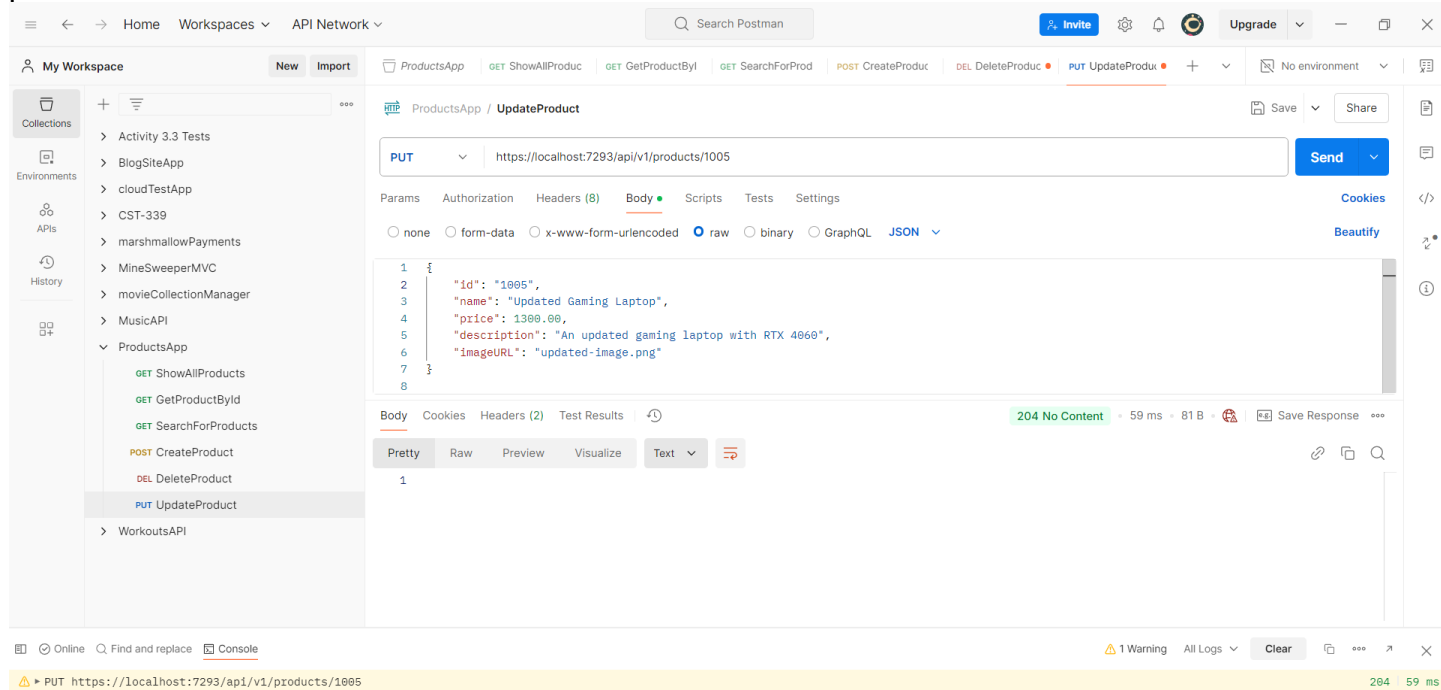 Home Workspaces API Network Search Postman Invite Upgrade
My Workspace New Import ProductsApp GET ShowAllProduc GET GetProductByI GET SearchForProd POST CreateProduc DEL DeleteProduc PUT UpdateProduc No environment
Collections
Environments
APIs
History
Activity 3.3 Tests
BlogSiteApp
cloudTestApp
CST-339
marshmallowPayments
MineSweeperMVC
movieCollectionManager
MusicAPI
ProductsApp
GET ShowAllProducts
GET GetProductById
GET SearchForProducts
POST CreateProduct
DEL DeleteProduct
PUT UpdateProduct
WorkoutsAPI
HTTP ProductsApp / UpdateProduct Save Share
PUT https://localhost:7293/api/v1/products/1005 Send
Params Authorization Headers (8) Body Scripts Tests Settings Cookies
none form-data x-www-form-urlencoded raw binary GraphQL JSON Beautify
1 {
2 "id": "1005",
3 "name": "Updated Gaming Laptop",
4 "price": 1300.00,
5 "description": "An updated gaming laptop with RTX 4060",
6 "imageURL": "updated-image.png"
7 }
8
Body Cookies Headers (2) Test Results 204 No Content 59 ms 81 B e.g. Save Response
Pretty Raw Preview Visualize Text
1
Online Find and replace Console 1 Warning All Logs Clear
PUT https://localhost:7293/api/v1/products/1005 204 59 ms